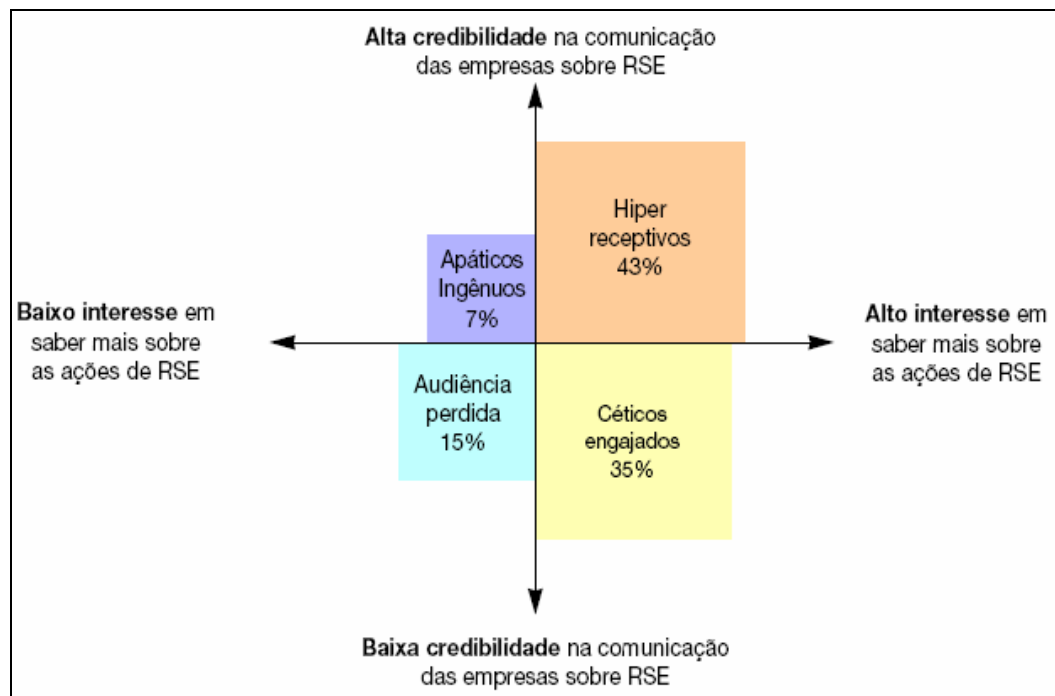 Alta credibilidade na comunicação
das empresas sobre RSE
Hiper
receptivos
43%
Apáticos
Ingênuos
7%
Baixo interesse em
saber mais sobre
as ações de RSE
Alto interesse em
saber mais sobre
as ações de RSE
Audiência
perdida
15%
Céticos
engajados
35%
Baixa credibilidade na comunicação
das empresas sobre RSE